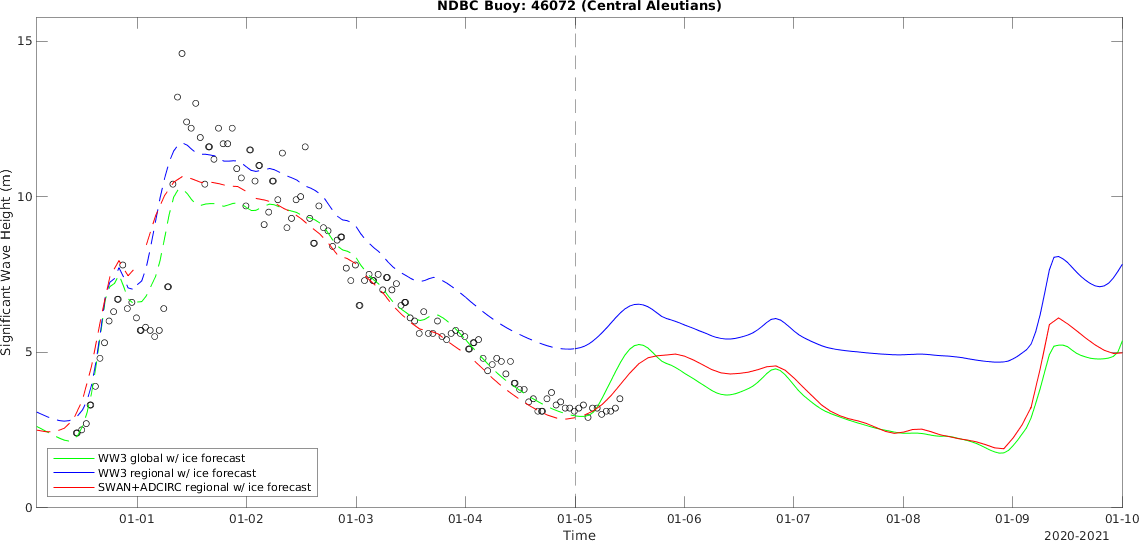 NDBC Buoy: 46072 (Central Aleutians)
15
10
5
0
Significant Wave Height (m)
WW3 global w/ ice forecast
WW3 regional w/ ice forecast
SWAN+ADCIRC regional w/ ice forecast
01-01 01-02 01-03 01-04 01-05 01-06 01-07 01-08 01-09 01-10
Time
2020-2021